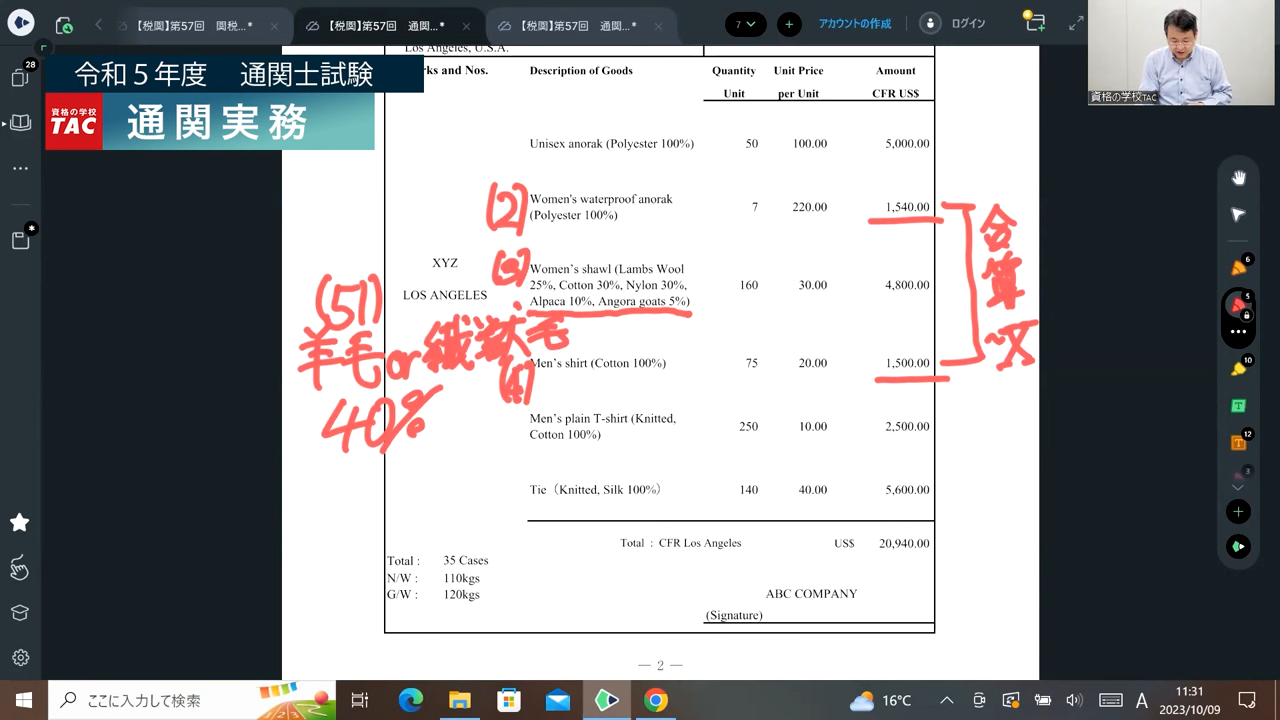 【税関】第57回　関税...*
【税関】第57回　通関...*
【税関】第57回　通関...*
7
アカウントの作成
ログイン
28
令和５年度　通関士試験
資格の学校
TAC
通関実務
資格の学校TAC
Los Angeles, U.S.A.
rks and Nos.
Description of Goods
Quantity
Unit Price
Amount
Unit
per Unit
CFR US$
Unisex anorak (Polyester 100%)
50
100.00
5,000.00
(2)
Women's waterproof anorak
(Polyester 100%)
7
220.00
1,540.00
合算
XYZ
LOS ANGELES
Women's shawl (Lambs Wool
25%, Cotton 30%, Nylon 30%,
Alpaca 10%, Angora goats 5%)
160
30.00
4,800.00
(51)
羊毛or繊獣毛
40%
Men's shirt (Cotton 100%)
75
20.00
1,500.00
Men's plain T-shirt (Knitted,
Cotton 100%)
250
10.00
2,500.00
Tie（Knitted, Silk 100%）
140
40.00
5,600.00
Total : CFR Los Angeles
US$
20,940.00
Total : 35 Cases
N/W : 110kgs
G/W : 120kgs
ABC COMPANY
(Signature)
― 2 ―
6
5
10
12
3
ここに入力して検索
16℃
A
11:31
2023/10/09